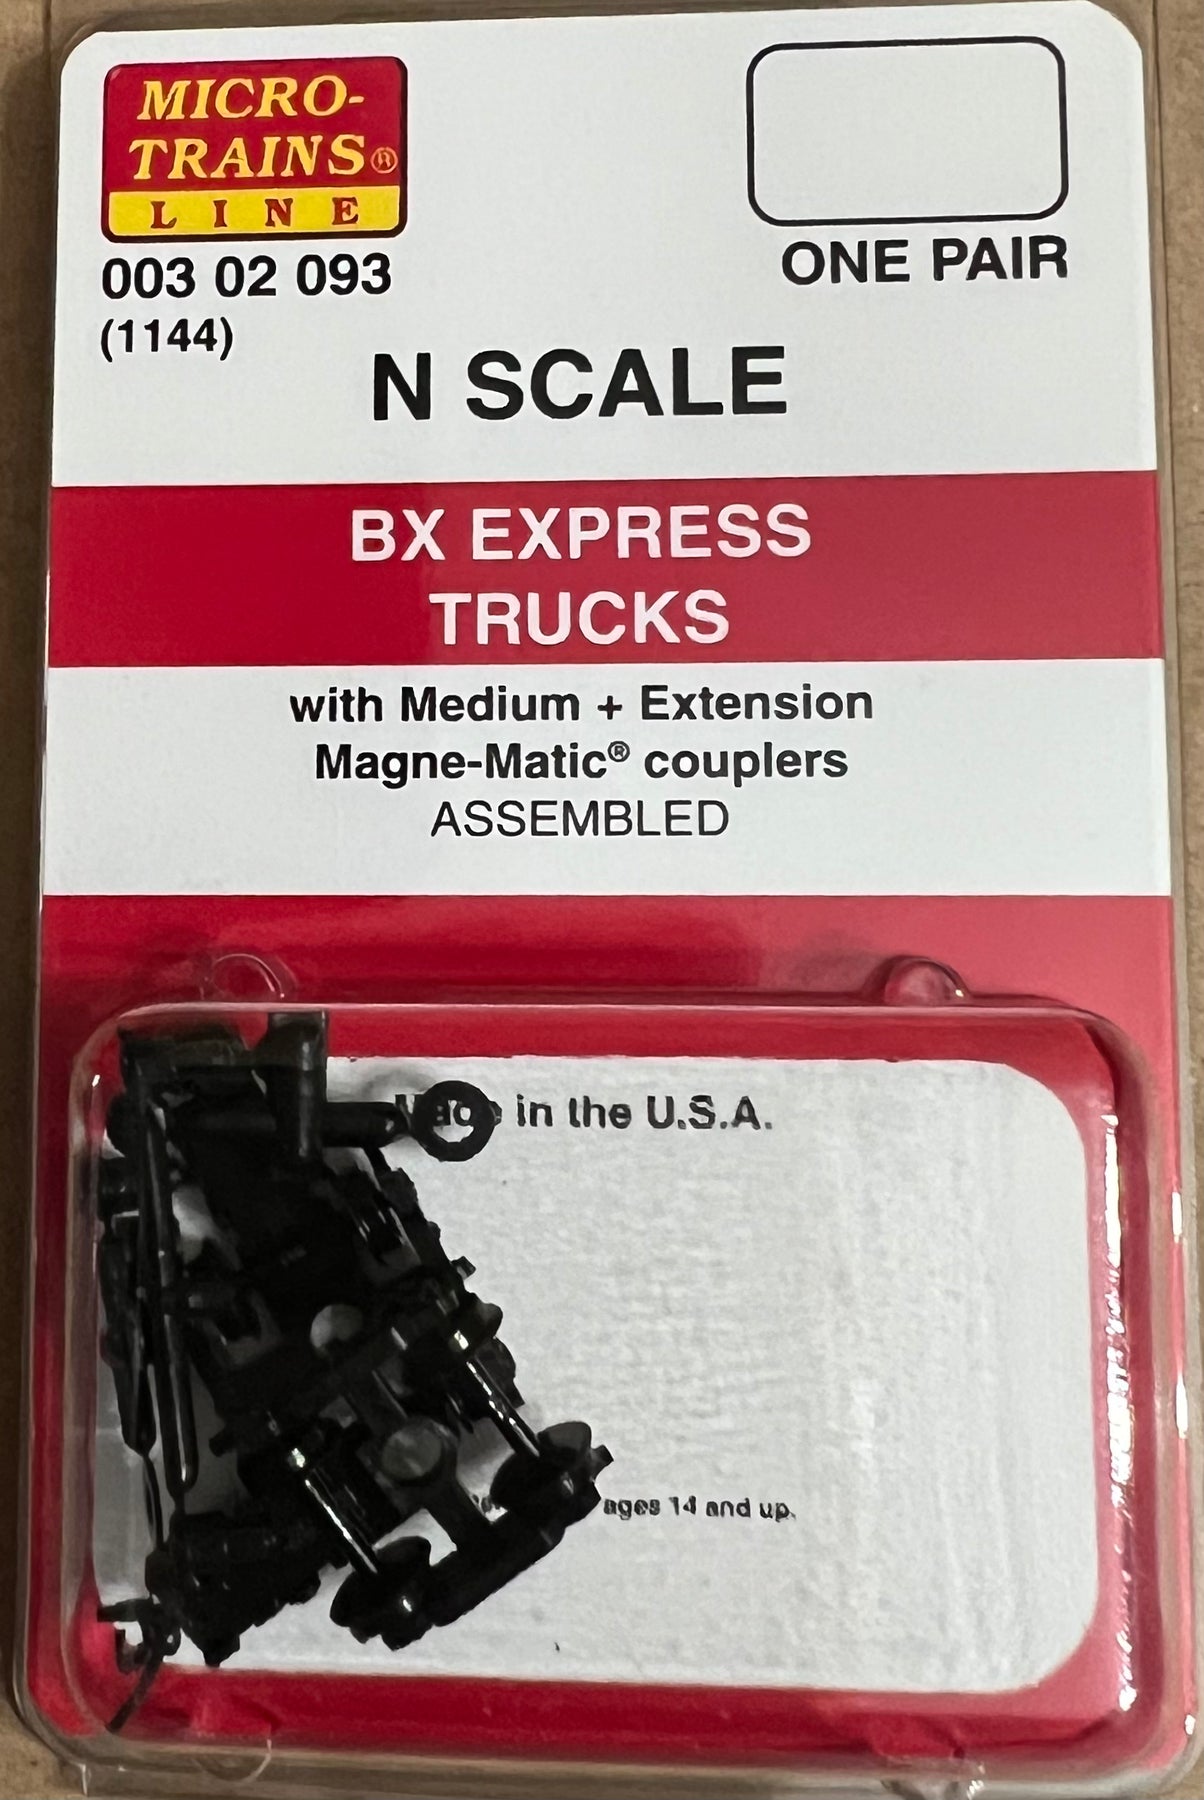 MICRO-
TRAINS®
LINE
003 02 093
(1144)
ONE PAIR
N SCALE
BX EXPRESS
TRUCKS
with Medium + Extension
Magne-Matic® couplers
ASSEMBLED
Made in the U.S.A.
ages 14 and up.